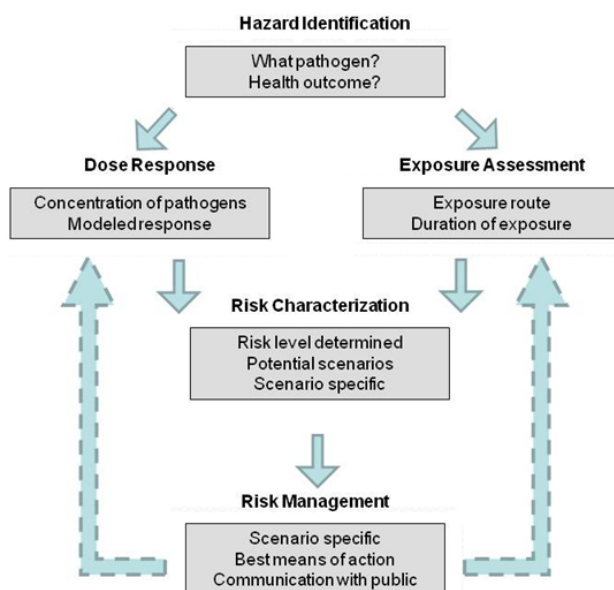 Hazard Identification
What pathogen?
Health outcome?
Dose Response
Concentration of pathogens
Modeled response
Exposure Assessment
Exposure route
Duration of exposure
Risk Characterization
Risk level determined
Potential scenarios
Scenario specific
Risk Management
Scenario specific
Best means of action
Communication with public